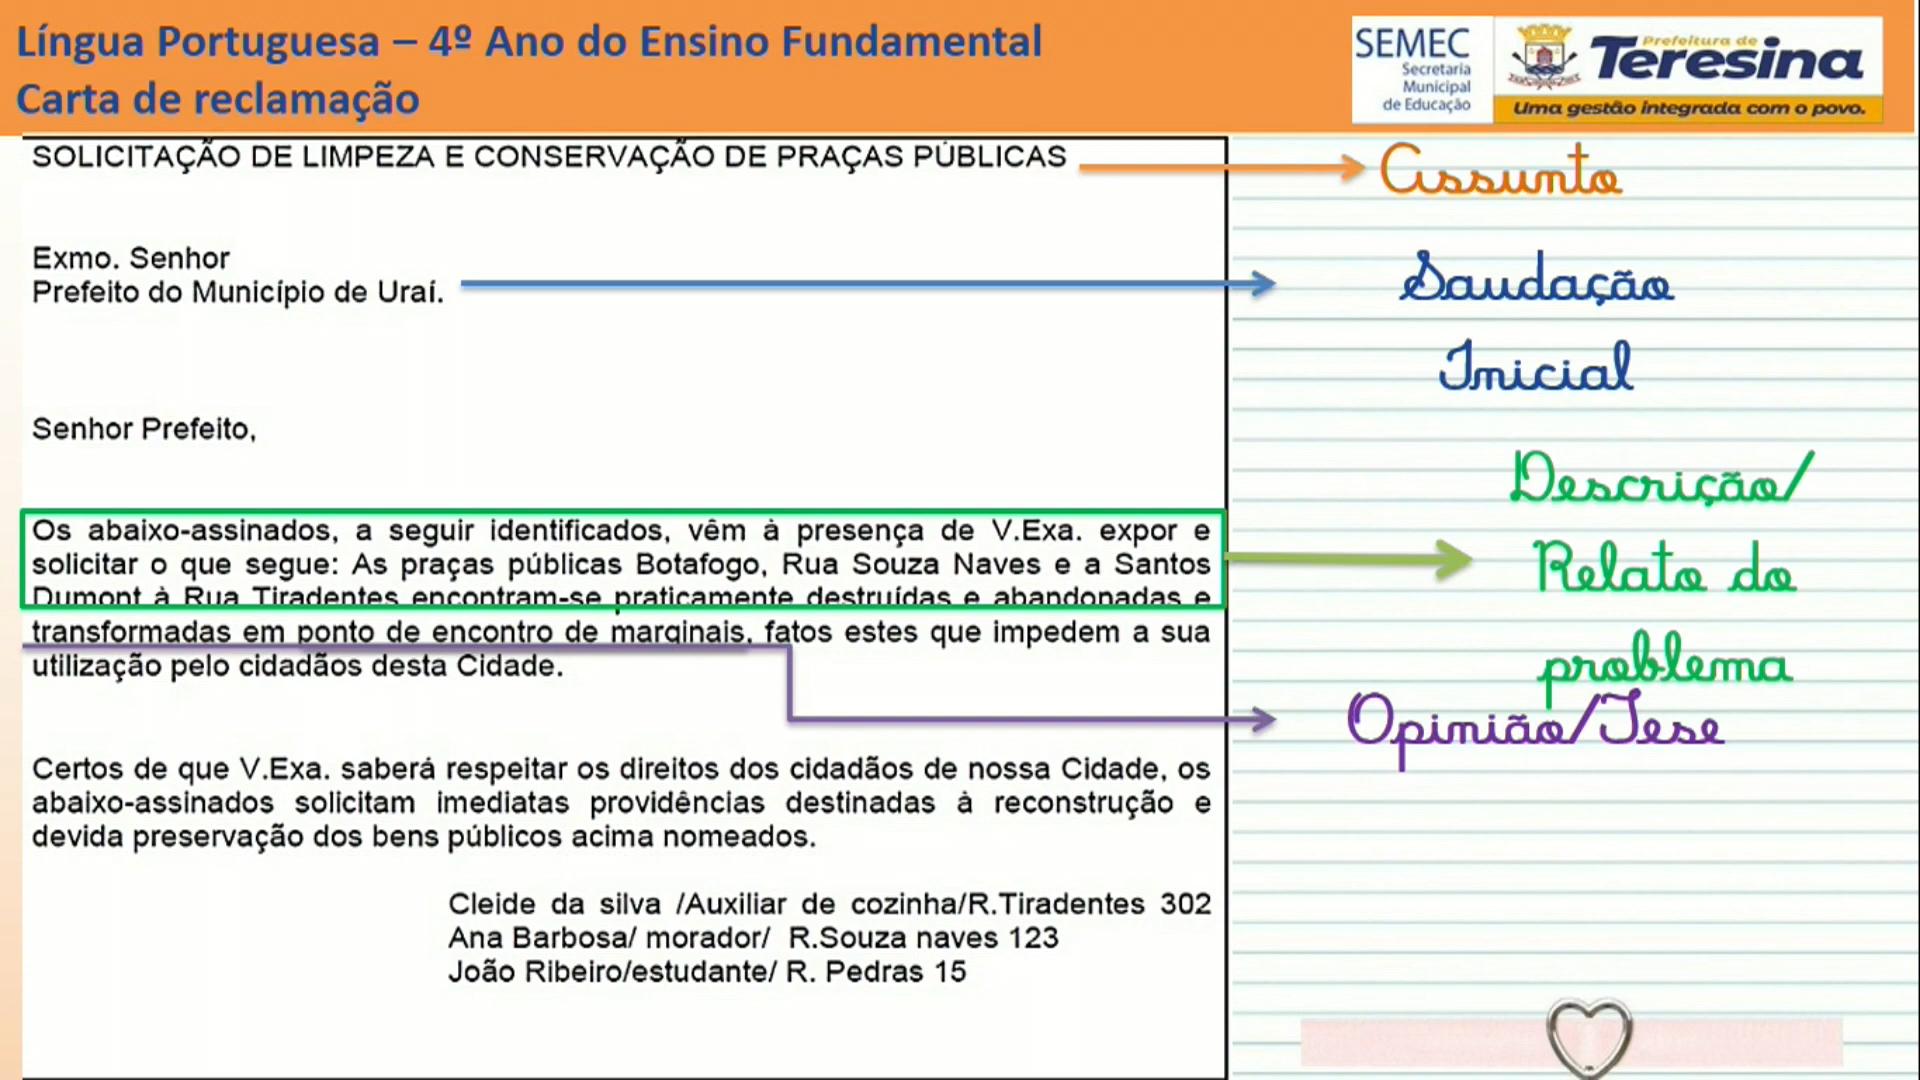 Língua Portuguesa – 4º Ano do Ensino Fundamental
Carta de reclamação
SEMEC
Secretaria
Municipal
de Educação
Prefeitura de
Teresina
Uma gestão integrada com o povo.
SOLICITAÇÃO DE LIMPEZA E CONSERVAÇÃO DE PRAÇAS PÚBLICAS
Assunto
Exmo. Senhor
Prefeito do Município de Uraí.
Saudação
Inicial
Senhor Prefeito,
Descrição/
Relato do
problema
Os abaixo-assinados, a seguir identificados, vêm à presença de V.Exa. expor e
solicitar o que segue: As praças públicas Botafogo, Rua Souza Naves e a Santos
Dumont à Rua Tiradentes encontram-se praticamente destruídas e abandonadas e
transformadas em ponto de encontro de marginais, fatos estes que impedem a sua
utilização pelo cidadãos desta Cidade.
Opinião/Tese
Certos de que V.Exa. saberá respeitar os direitos dos cidadãos de nossa Cidade, os
abaixo-assinados solicitam imediatas providências destinadas à reconstrução e
devida preservação dos bens públicos acima nomeados.
Cleide da silva /Auxiliar de cozinha/R.Tiradentes 302
Ana Barbosa/ morador/ R.Souza naves 123
João Ribeiro/estudante/ R. Pedras 15